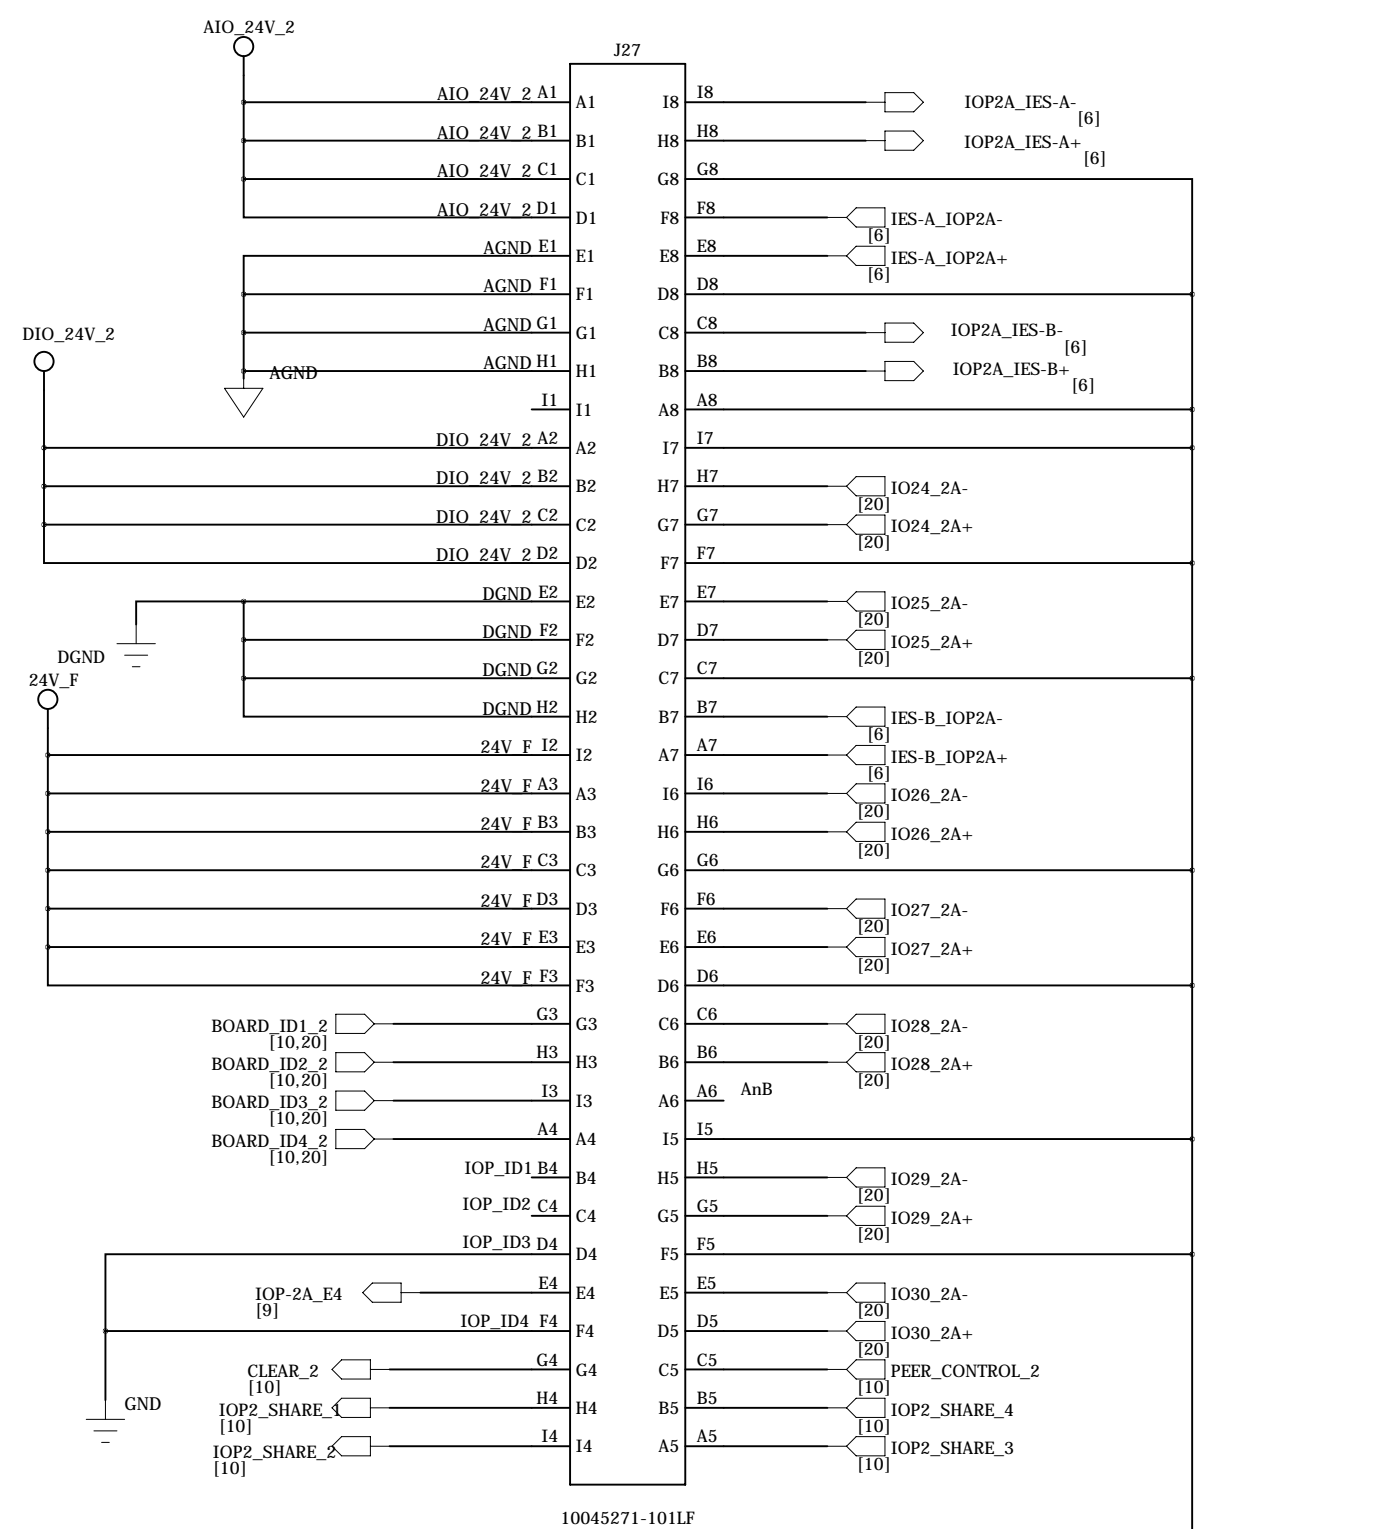 AIO_24V_2
J27
AIO_24V_2 A1 A1 I8 I8 IOP2A_IES-A-
[6]
AIO_24V_2 B1 B1 H8 H8 IOP2A_IES-A+
[6]
AIO_24V_2 C1 C1 G8 G8
AIO_24V_2 D1 D1 F8 F8 IES-A_IOP2A-
[6]
AGND E1 E1 E8 E8 IES-A_IOP2A+
[6]
AGND F1 F1 D8 D8
DIO_24V_2
AGND G1 G1 C8 C8 IOP2A_IES-B-
[6]
AGND H1 H1 B8 B8 IOP2A_IES-B+
[6]
AGND
I1 I1 A8 A8
DIO_24V_2 A2 A2 I7 I7
DIO_24V_2 B2 B2 H7 H7 IO24_2A-
[20]
DIO_24V_2 C2 C2 G7 G7 IO24_2A+
[20]
DIO_24V_2 D2 D2 F7 F7
DGND E2 E2 E7 E7 IO25_2A-
[20]
DGND F2 F2 D7 D7 IO25_2A+
[20]
DGND
24V_F
DGND G2 G2 C7 C7
DGND H2 H2 B7 B7 IES-B_IOP2A-
[6]
24V_F I2 I2 A7 A7 IES-B_IOP2A+
[6]
24V_F A3 A3 I6 I6 IO26_2A-
[20]
24V_F B3 B3 H6 H6 IO26_2A+
[20]
24V_F C3 C3 G6 G6
24V_F D3 D3 F6 F6 IO27_2A-
[20]
24V_F E3 E3 E6 E6 IO27_2A+
[20]
24V_F F3 F3 D6 D6
BOARD_ID1_2 G3 G3 C6 C6 IO28_2A-
[10,20] [20]
BOARD_ID2_2 H3 H3 B6 B6 IO28_2A+
[10,20] [20]
BOARD_ID3_2 I3 I3 A6 A6 AnB
[10,20]
BOARD_ID4_2 A4 A4 I5 I5
[10,20]
IOP_ID1 B4 B4 H5 H5 IO29_2A-
[20]
IOP_ID2 C4 C4 G5 G5 IO29_2A+
[20]
IOP_ID3 D4 D4 F5 F5
IOP-2A_E4 E4 E4 E5 E5 IO30_2A-
[9] [20]
IOP_ID4 F4 F4 D5 D5 IO30_2A+
[20]
CLEAR_2 G4 G4 C5 C5 PEER_CONTROL_2
[10] [10]
GND
IOP2_SHARE_1 H4 H4 B5 B5 IOP2_SHARE_4
[10] [10]
IOP2_SHARE_2 I4 I4 A5 A5 IOP2_SHARE_3
[10] [10]
10045271-101LF